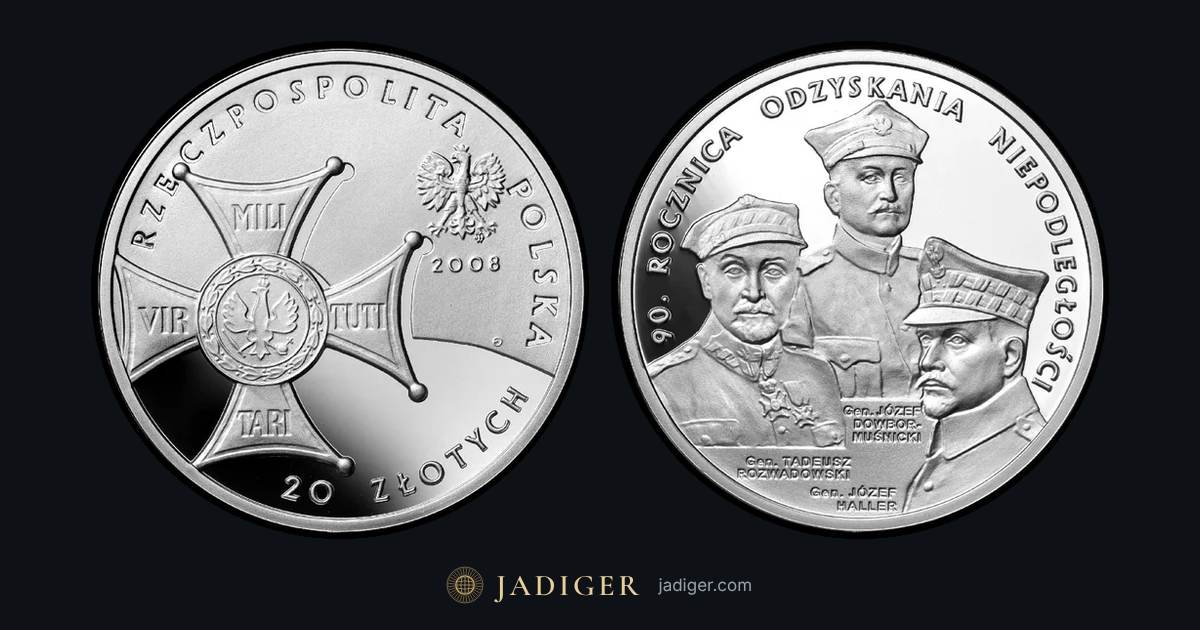 RZECZPOSPOLITA POLSKA
2008
MILI
VIR
TUTI
TARI
20 ZŁOTYCH
90. ROCZNICA ODZYSKANIA NIEPODLEGŁOŚCI
Gen. JÓZEF
DOWBOR-
MUŚNICKI
Gen. TADEUSZ
ROZWADOWSKI
Gen. JÓZEF
HALLER
JADIGER
jadiger.com